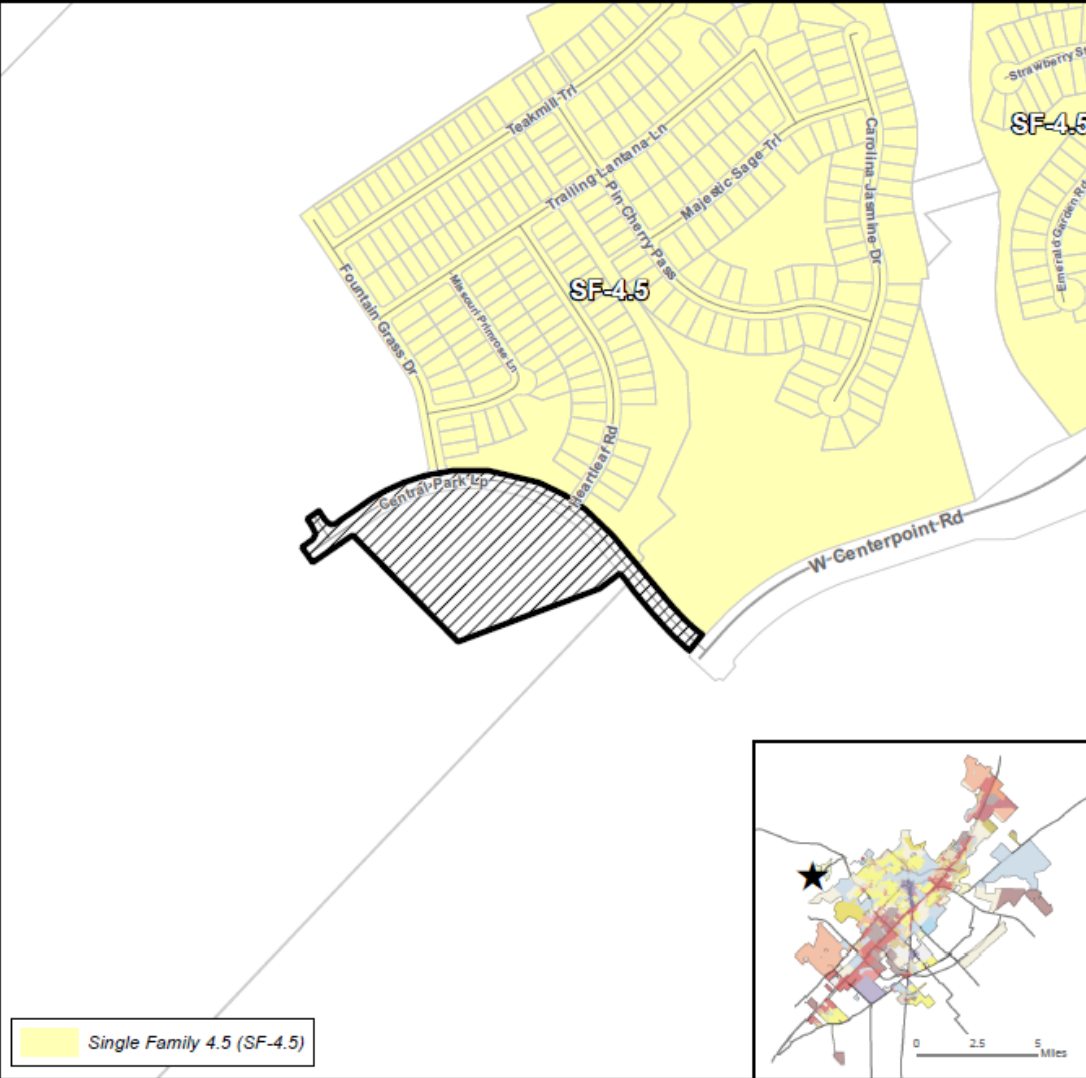 Strawberry St
SF-4.5
Teakmill Trl
Trailing Lantana Ln
Majestic Sage Trl
Carolina Jasmine Dr
Pin Cherry Pass
Emerald Garden Rd
SF-4.5
Fountain Grass Dr
Missouri Primrose Ln
Heartleaf Rd
Central Park Lp
W Centerpoint Rd
Single Family 4.5 (SF-4.5)
0 2.5 5
Miles